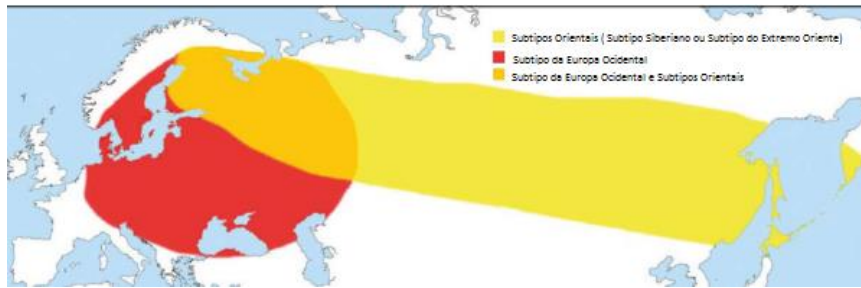 Subtipos Orientais ( Subtipo Siberiano ou Subtipo do Extremo Oriente)
Subtipo da Europa Ocidental
Subtipo da Europa Ocidental e Subtipos Orientais